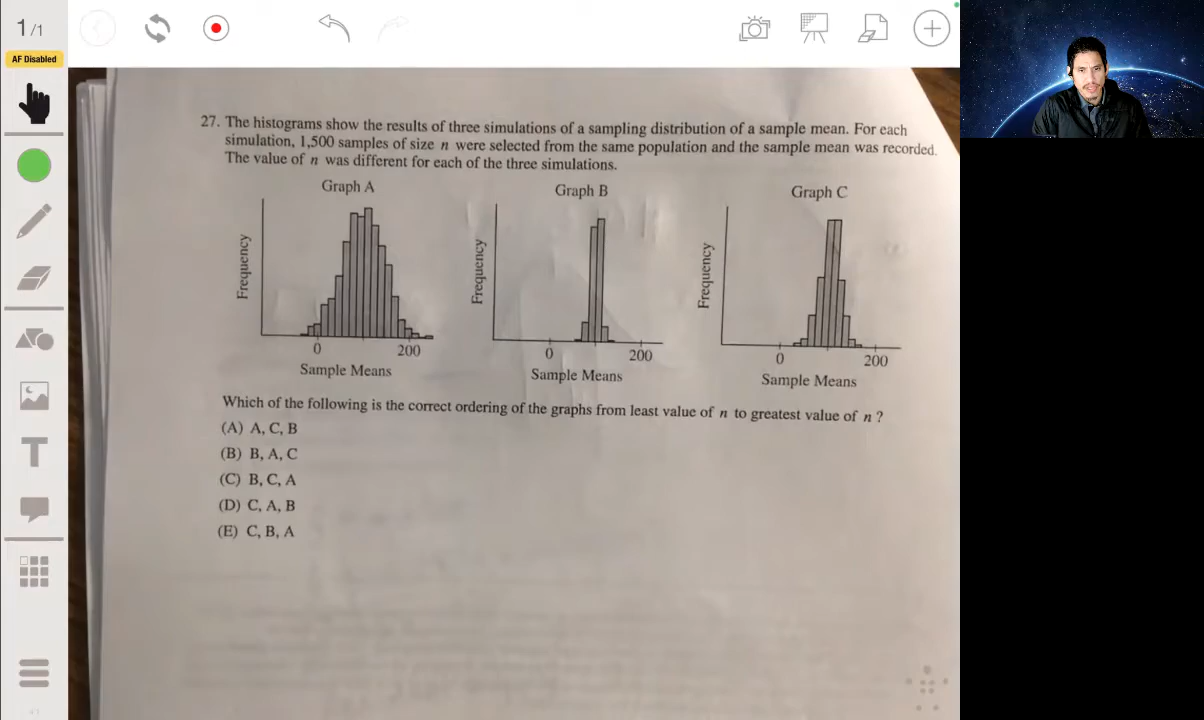 1/1
AF Disabled
27. The histograms show the results of three simulations of a sampling distribution of a sample mean. For each
simulation, 1,500 samples of size n were selected from the same population and the sample mean was recorded.
The value of n was different for each of the three simulations.
Graph A
Graph B
Graph C
Frequency
Frequency
Frequency
0
200
0
200
0
200
Sample Means
Sample Means
Sample Means
Which of the following is the correct ordering of the graphs from least value of n to greatest value of n ?
(A) A, C, B
(B) B, A, C
(C) B, C, A
(D) C, A, B
(E) C, B, A
T